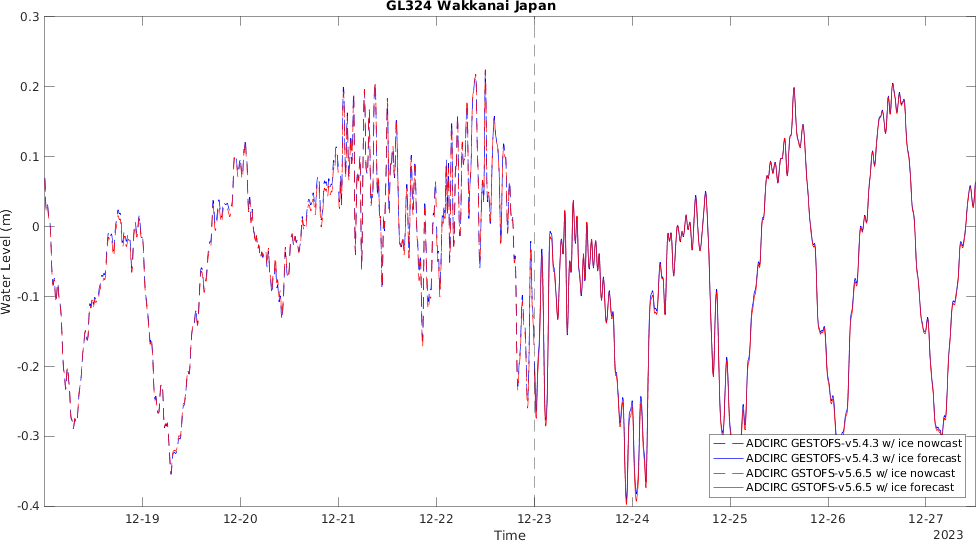 GL324 Wakkanai Japan
0.3
0.2
0.1
0
-0.1
-0.2
-0.3
-0.4
Water Level (m)
ADCIRC GESTOFS-v5.4.3 w/ ice nowcast
ADCIRC GESTOFS-v5.4.3 w/ ice forecast
ADCIRC GSTOFS-v5.6.5 w/ ice nowcast
ADCIRC GSTOFS-v5.6.5 w/ ice forecast
12-19 12-20 12-21 12-22 12-23 12-24 12-25 12-26 12-27
Time
2023